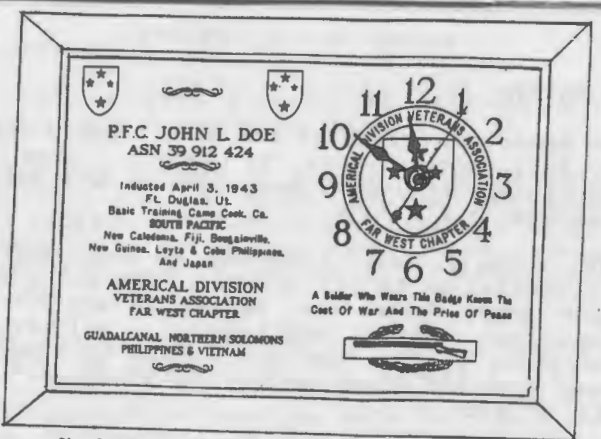 P.F.C. JOHN L DOE
ASN 39 912 424
Inducted April 3, 1943
Ft. Duglas, Ut.
Basic Training Camp Cook, Ca.
SOUTH PACIFIC
New Caledonia, Fiji, Bougainville,
New Guinea, Leyte & Cebu Philippines,
And Japan
AMERICAL DIVISION
VETERANS ASSOCIATION
FAR WEST CHAPTER
GUADALCANAL NORTHERN SOLOMONS
PHILIPPINES & VIETNAM
AMERICAL DIVISION VETERANS ASSOCIATION
FAR WEST CHAPTER
12
1
2
3
4
5
6
7
8
9
10
11
A Soldier Who Wears This Badge Knows The
Cost Of War And The Price Of Peace